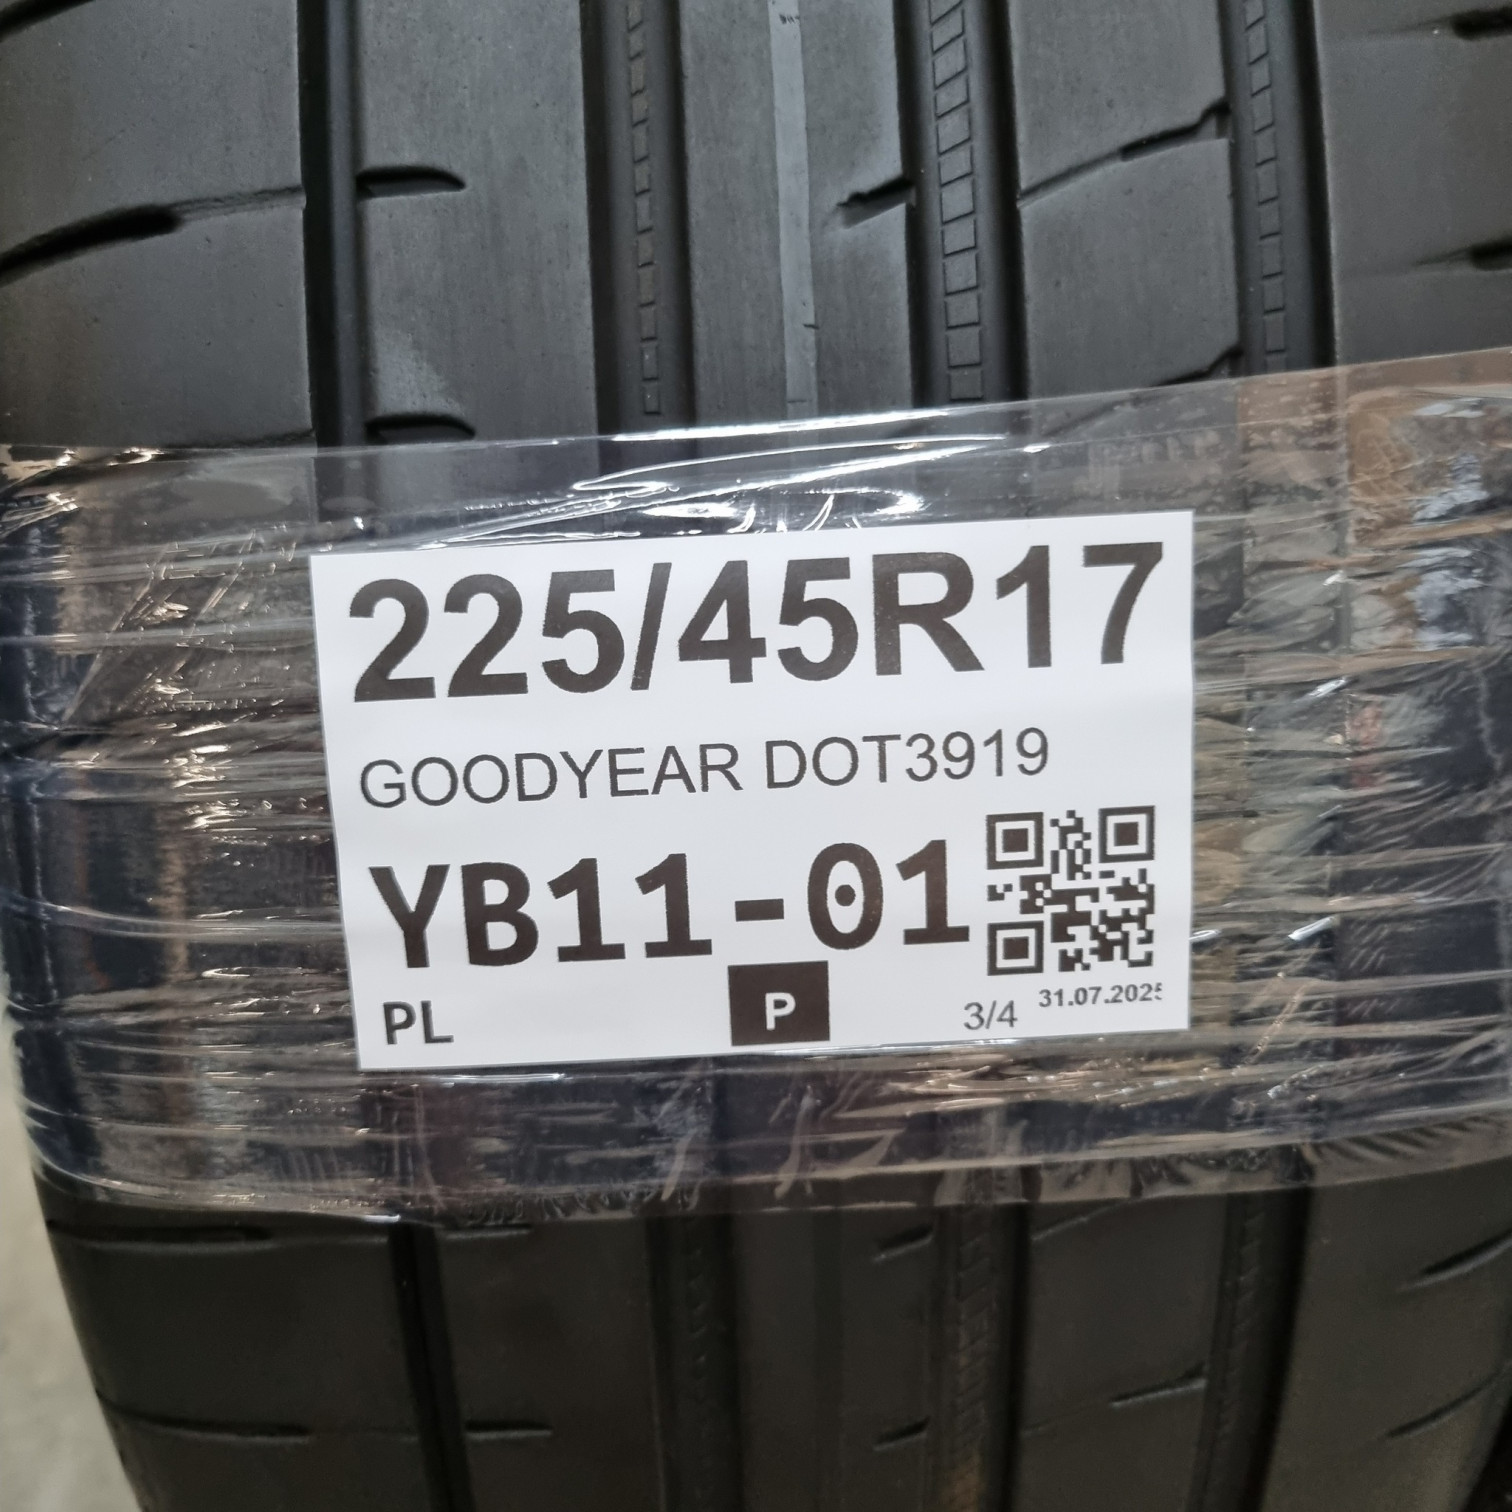 225/45R17
GOODYEAR DOT3919
YB11-01
PL P 3/4 31.07.2025